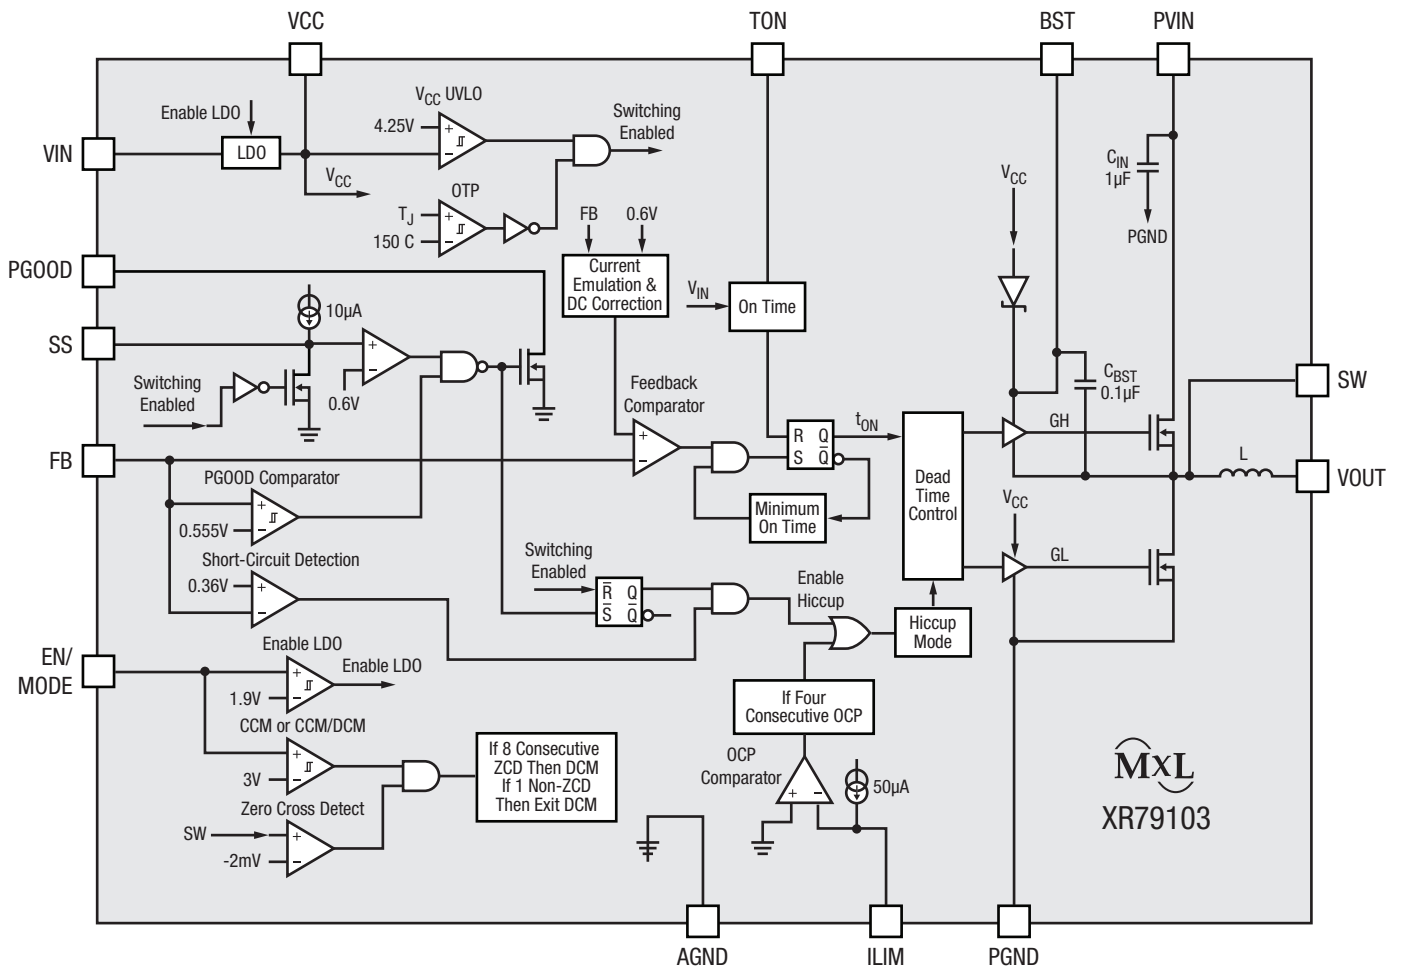 VCC
TON
BST
PVIN
VIN
Enable LDO
LDO
VCC
VCC UVLO
4.25V
+
−
Switching
Enabled
OTP
TJ
150 C
+
−
FB
0.6V
Current
Emulation &
DC Correction
VIN
On Time
VCC
CIN
1µF
PGND
PGOOD
SS
10µA
Switching
Enabled
+
−
0.6V
Feedback
Comparator
+
−
R Q
S Q
tON
Minimum
On Time
Dead
Time
Control
CBST
0.1µF
GH
SW
L
VOUT
VCC
GL
FB
PGOOD Comparator
+
−
0.555V
Short-Circuit Detection
0.36V
+
−
Switching
Enabled
R Q
S Q
Enable
Hiccup
Hiccup
Mode
EN/
MODE
Enable LDO
+
−
1.9V
Enable LDO
CCM or CCM/DCM
+
−
3V
Zero Cross Detect
SW
+
−
-2mV
If 8 Consecutive
ZCD Then DCM
If 1 Non-ZCD
Then Exit DCM
If Four
Consecutive OCP
OCP
Comparator
+ −
50µA
MxL
XR79103
AGND
ILIM
PGND